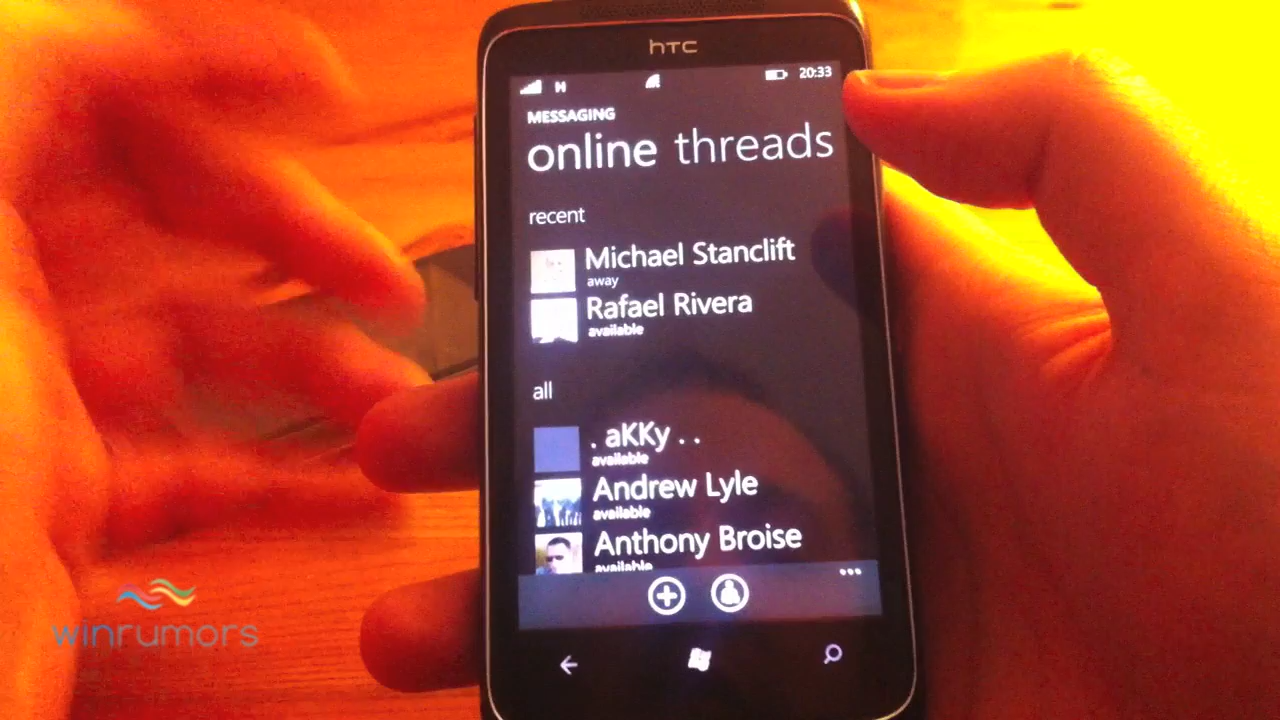 hTC
H
20:33
MESSAGING
online threads
recent
Michael Stanclift
away
Rafael Rivera
available
all
. aKKy . .
available
Andrew Lyle
available
Anthony Broise
available
...
winrumors